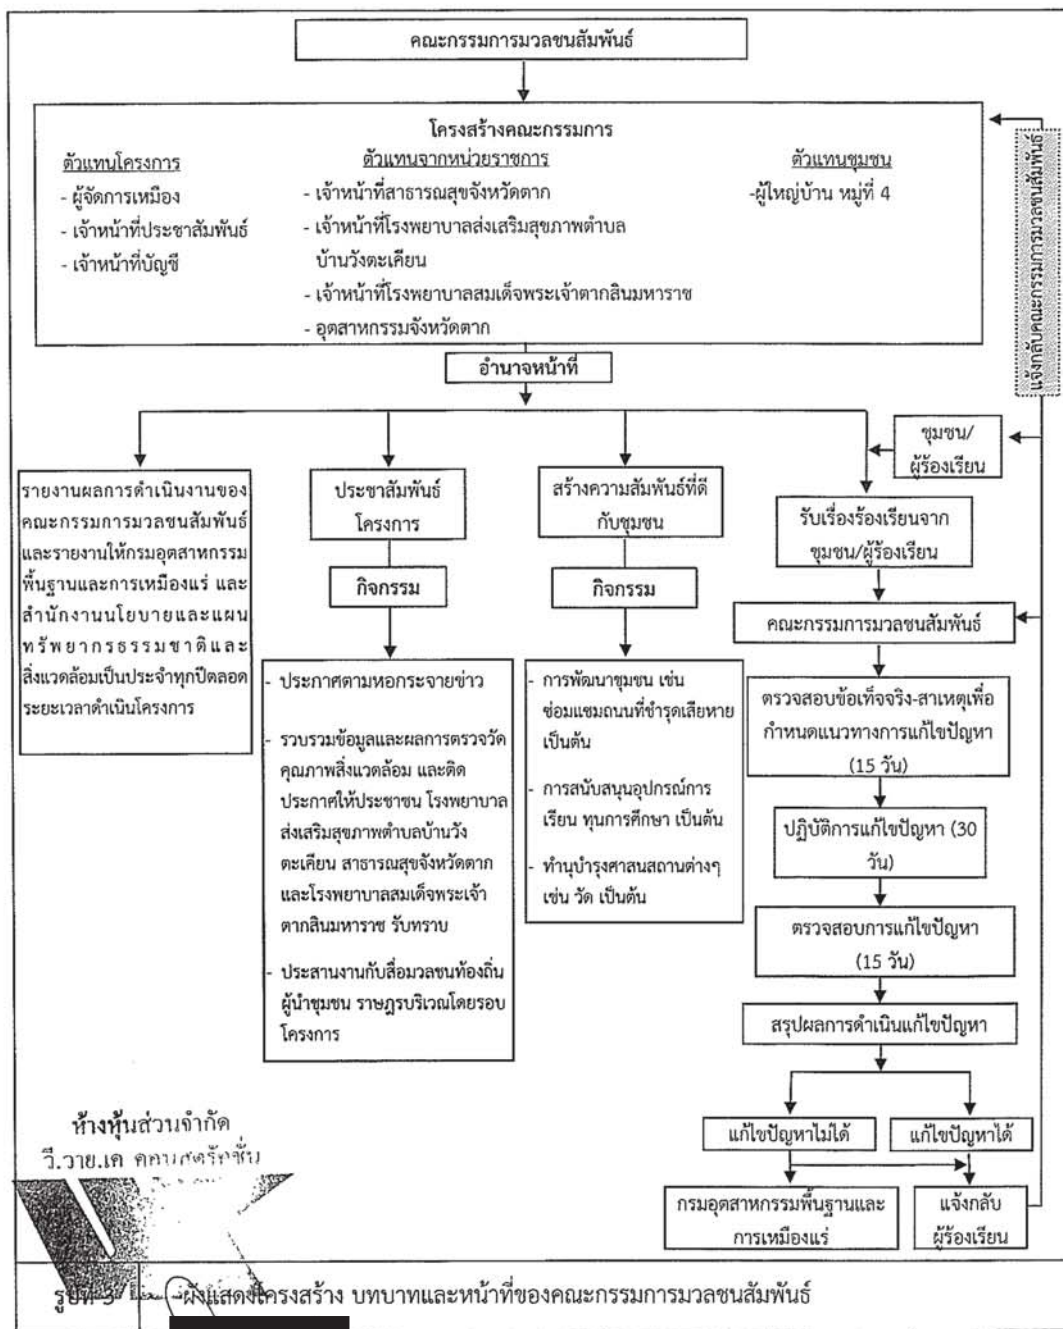 คณะกรรมการมวลชนสัมพันธ์
โครงสร้างคณะกรรมการ
ตัวแทนโครงการ
- ผู้จัดการเหมือง
- เจ้าหน้าที่ประชาสัมพันธ์
- เจ้าหน้าที่บัญชี
ตัวแทนจากหน่วยราชการ
- เจ้าหน้าที่สาธารณสุขจังหวัดตาก
- เจ้าหน้าที่โรงพยาบาลส่งเสริมสุขภาพตำบล
บ้านวังตะเคียน
- เจ้าหน้าที่โรงพยาบาลสมเด็จพระเจ้าตากสินมหาราช
- อุตสาหกรรมจังหวัดตาก
ตัวแทนชุมชน
-ผู้ใหญ่บ้าน หมู่ที่ 4
แจ้งกลับคณะกรรมการมวลชนสัมพันธ์
อำนาจหน้าที่
ชุมชน/
ผู้ร้องเรียน
รายงานผลการดำเนินงานของ
คณะกรรมการมวลชนสัมพันธ์
และรายงานให้กรมอุตสาหกรรม
พื้นฐานและการเหมืองแร่ และ
สำนักงานนโยบายและแผน
ทรัพยากรธรรมชาติและ
สิ่งแวดล้อมเป็นประจำทุกปีตลอด
ระยะเวลาดำเนินโครงการ
ประชาสัมพันธ์
โครงการ
กิจกรรม
- ประกาศตามหอกระจายข่าว
- รวบรวมข้อมูลและผลการตรวจวัด
คุณภาพสิ่งแวดล้อม และติด
ประกาศให้ประชาชน โรงพยาบาล
ส่งเสริมสุขภาพตำบลบ้านวัง
ตะเคียน สาธารณสุขจังหวัดตาก
และโรงพยาบาลสมเด็จพระเจ้า
ตากสินมหาราช รับทราบ
- ประสานงานกับสื่อมวลชนท้องถิ่น
ผู้นำชุมชน ราษฎรบริเวณโดยรอบ
โครงการ
สร้างความสัมพันธ์ที่ดี
กับชุมชน
กิจกรรม
- การพัฒนาชุมชน เช่น
ซ่อมแซมถนนที่ชำรุดเสียหาย
เป็นต้น
- การสนับสนุนอุปกรณ์การ
เรียน ทุนการศึกษา เป็นต้น
- ทำนุบำรุงศาสนสถานต่างๆ
เช่น วัด เป็นต้น
รับเรื่องร้องเรียนจาก
ชุมชน/ผู้ร้องเรียน
คณะกรรมการมวลชนสัมพันธ์
ตรวจสอบข้อเท็จจริง-สาเหตุเพื่อ
กำหนดแนวทางการแก้ไขปัญหา
(15 วัน)
ปฏิบัติการแก้ไขปัญหา (30
วัน)
ตรวจสอบการแก้ไขปัญหา
(15 วัน)
สรุปผลการดำเนินแก้ไขปัญหา
แก้ไขปัญหาไม่ได้
แก้ไขปัญหาได้
กรมอุตสาหกรรมพื้นฐานและ
การเหมืองแร่
แจ้งกลับ
ผู้ร้องเรียน
ห้างหุ้นส่วนจำกัด
วี.วาย.เค คอนสตรัคชั่น
รูปที่ 3
ผังแสดงโครงสร้าง บทบาทและหน้าที่ของคณะกรรมการมวลชนสัมพันธ์